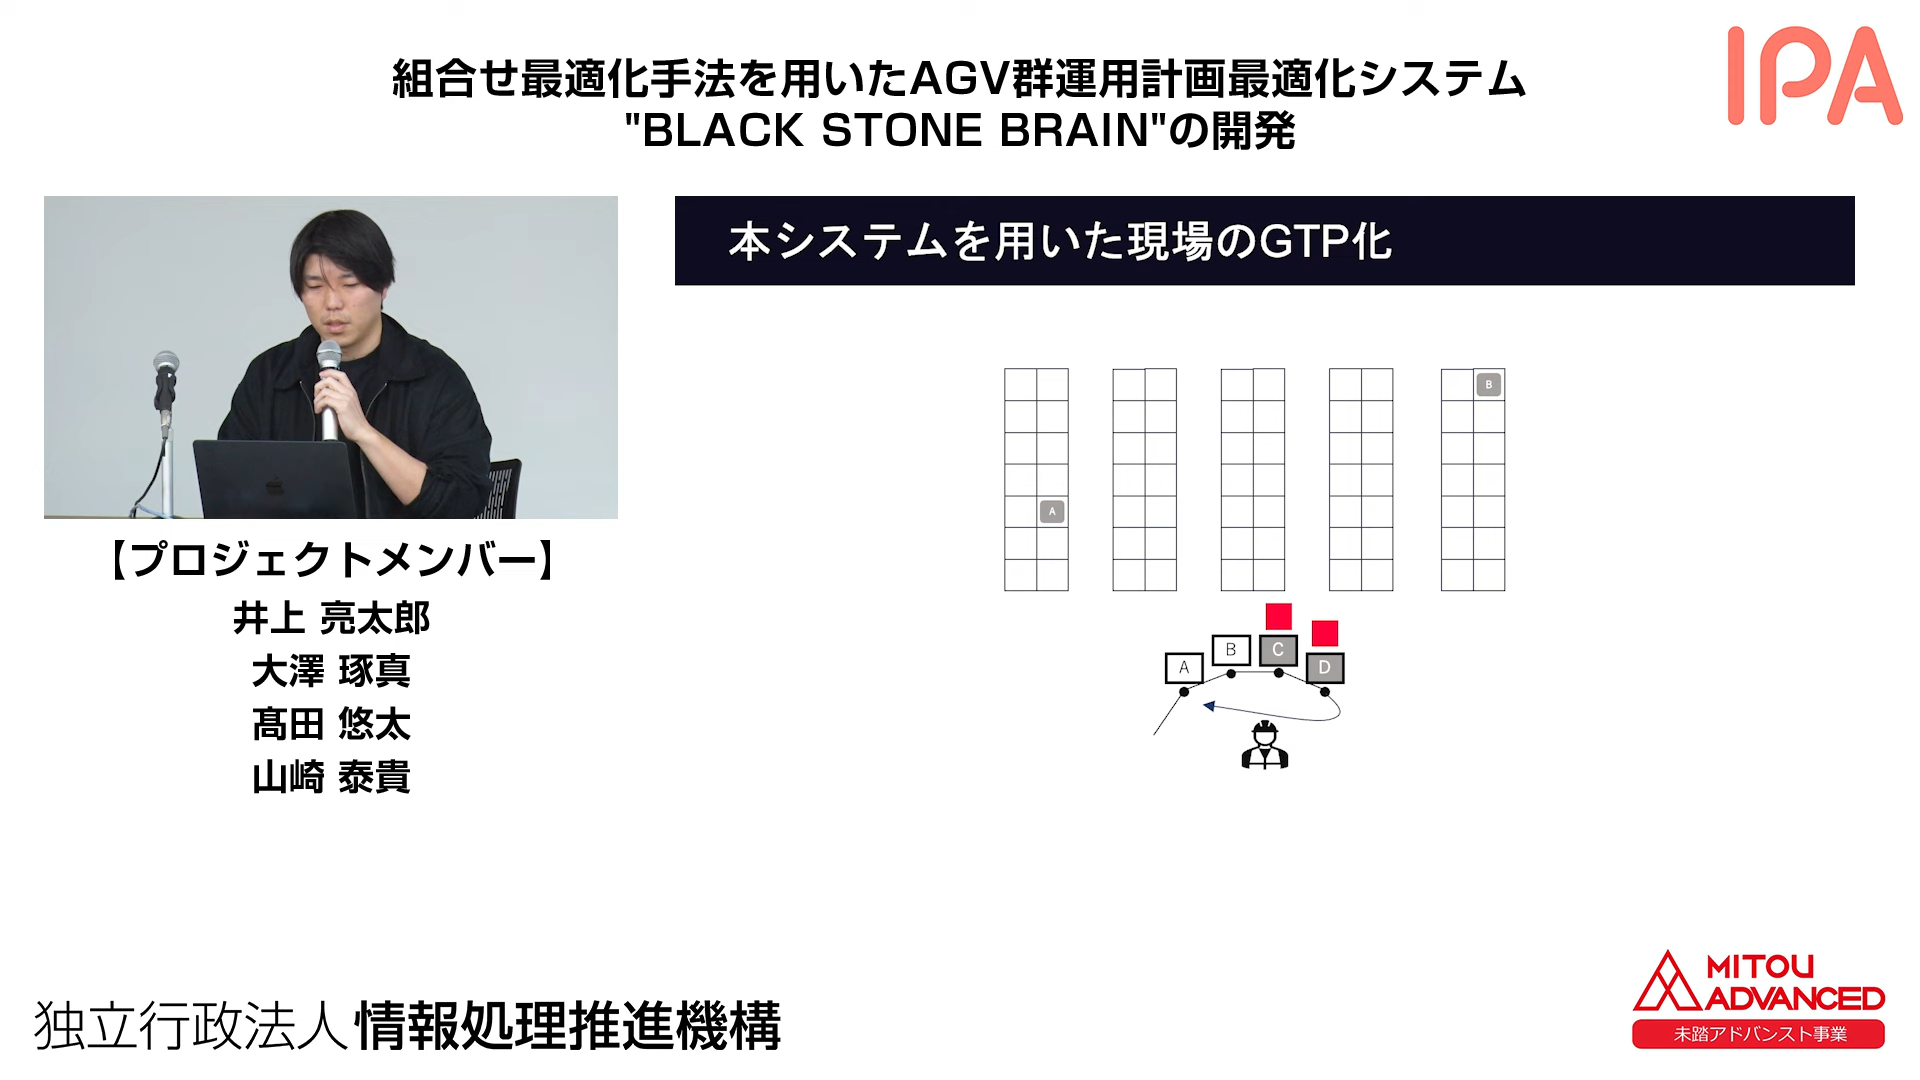 組合せ最適化手法を用いたAGV群運用計画最適化システム
"BLACK STONE BRAIN"の開発
IPA
本システムを用いた現場のGTP化
B
A
A
B
C
D
【プロジェクトメンバー】
井上 亮太郎
大澤 琢真
髙田 悠太
山崎 泰貴
独立行政法人情報処理推進機構
MITOU
ADVANCED
未踏アドバンスト事業